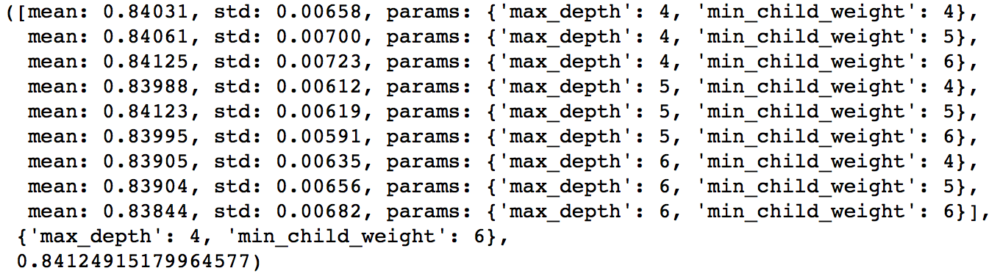 ([mean: 0.84031, std: 0.00658, params: {'max_depth': 4, 'min_child_weight': 4},
mean: 0.84061, std: 0.00700, params: {'max_depth': 4, 'min_child_weight': 5},
mean: 0.84125, std: 0.00723, params: {'max_depth': 4, 'min_child_weight': 6},
mean: 0.83988, std: 0.00612, params: {'max_depth': 5, 'min_child_weight': 4},
mean: 0.84123, std: 0.00619, params: {'max_depth': 5, 'min_child_weight': 5},
mean: 0.83995, std: 0.00591, params: {'max_depth': 5, 'min_child_weight': 6},
mean: 0.83905, std: 0.00635, params: {'max_depth': 6, 'min_child_weight': 4},
mean: 0.83904, std: 0.00656, params: {'max_depth': 6, 'min_child_weight': 5},
mean: 0.83844, std: 0.00682, params: {'max_depth': 6, 'min_child_weight': 6}],
{'max_depth': 4, 'min_child_weight': 6},
0.84124915179964577)